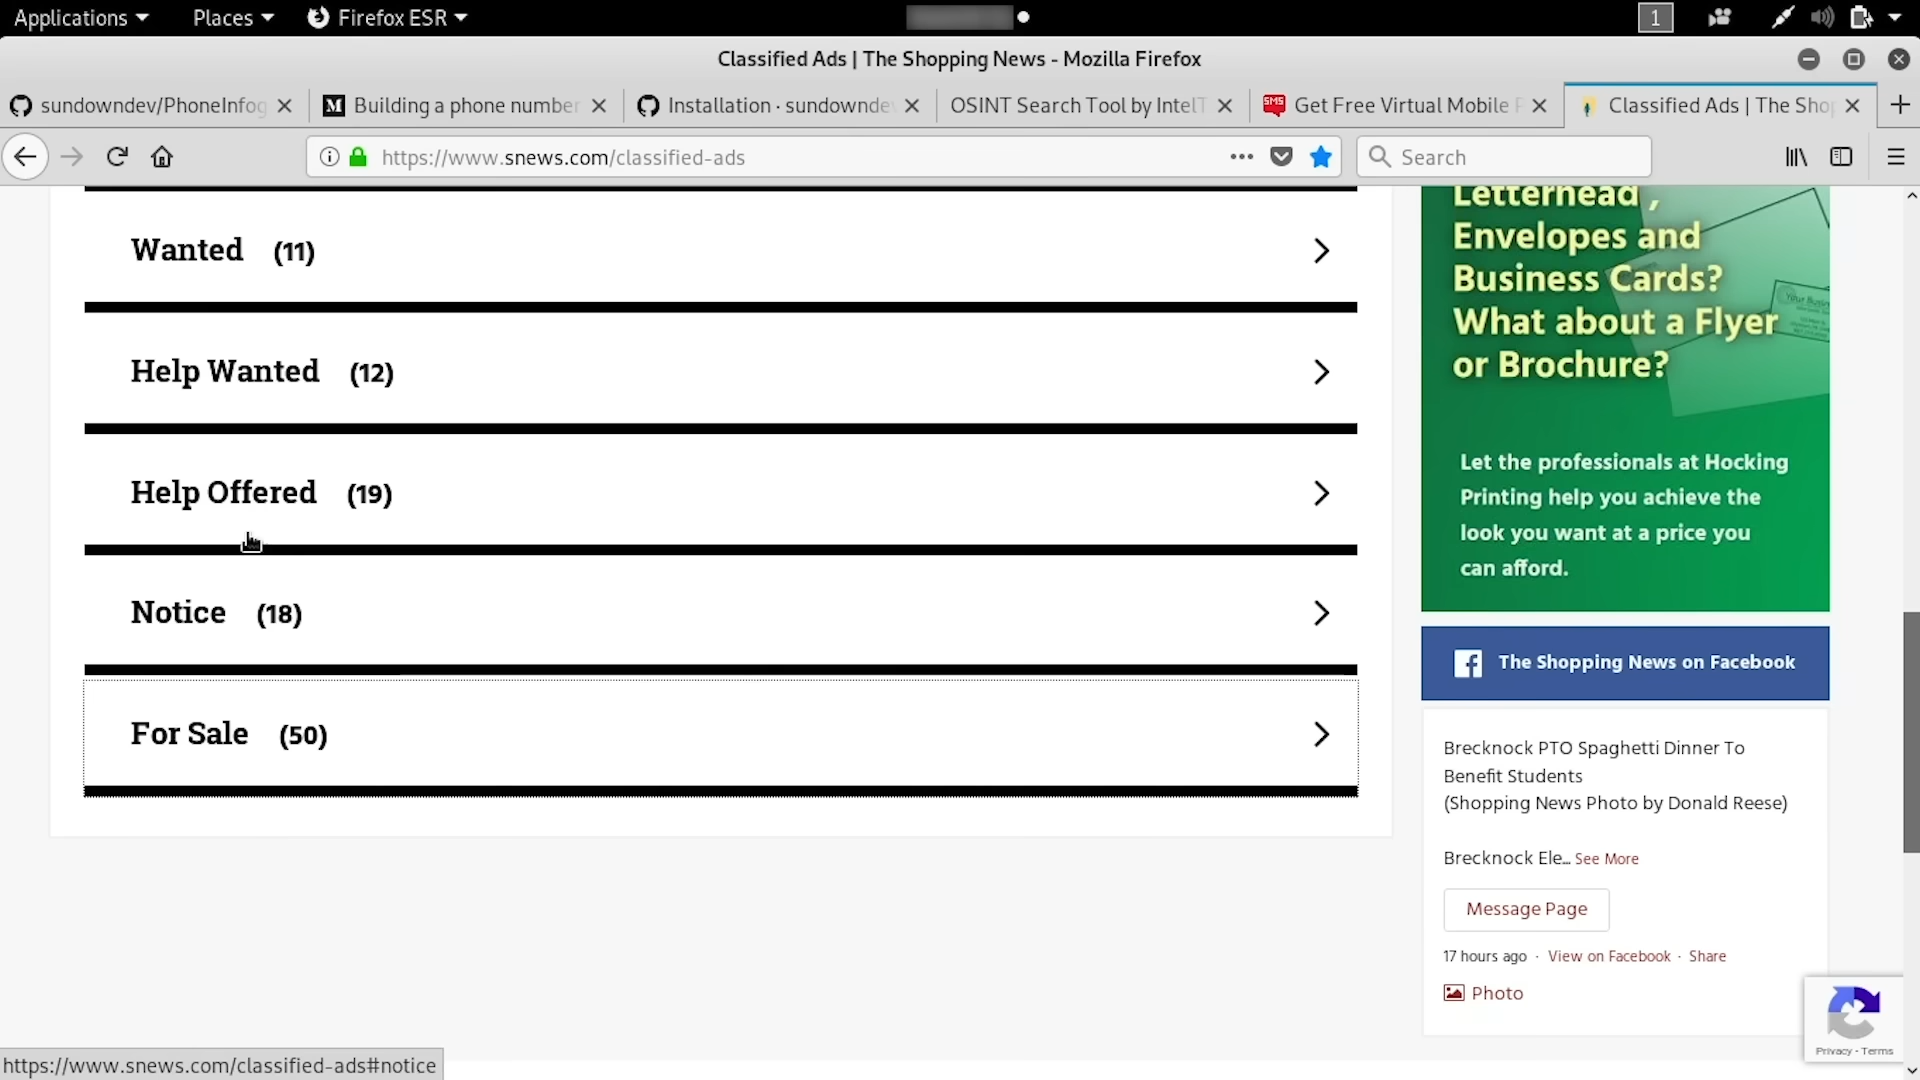 Applications
Places
Firefox ESR
1
Classified Ads | The Shopping News - Mozilla Firefox
sundowndev/PhoneInfog
M
Building a phone number
Installation · sundownde
OSINT Search Tool by IntelT
SMS
Get Free Virtual Mobile P
Classified Ads | The Shop
https://www.snews.com/classified-ads
Search
Wanted (11)
Help Wanted (12)
Help Offered (19)
Notice (18)
For Sale (50)
Letterhead ,
Envelopes and
Business Cards?
What about a Flyer
or Brochure?
Let the professionals at Hocking
Printing help you achieve the
look you want at a price you
can afford.
The Shopping News on Facebook
Brecknock PTO Spaghetti Dinner To
Benefit Students
(Shopping News Photo by Donald Reese)
Brecknock Ele... See More
Message Page
17 hours ago · View on Facebook · Share
Photo
Privacy - Terms
https://www.snews.com/classified-ads#notice